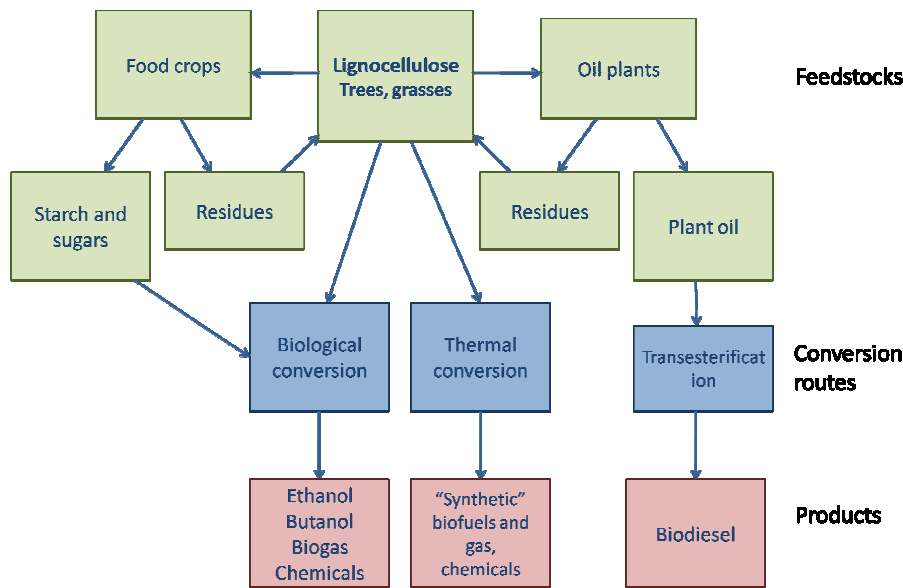 Food crops
Lignocellulose
Trees, grasses
Oil plants
Feedstocks
Starch and
sugars
Residues
Residues
Plant oil
Biological
conversion
Thermal
conversion
Transesterificat
ion
Conversion
routes
Ethanol
Butanol
Biogas
Chemicals
“Synthetic”
biofuels and
gas,
chemicals
Biodiesel
Products